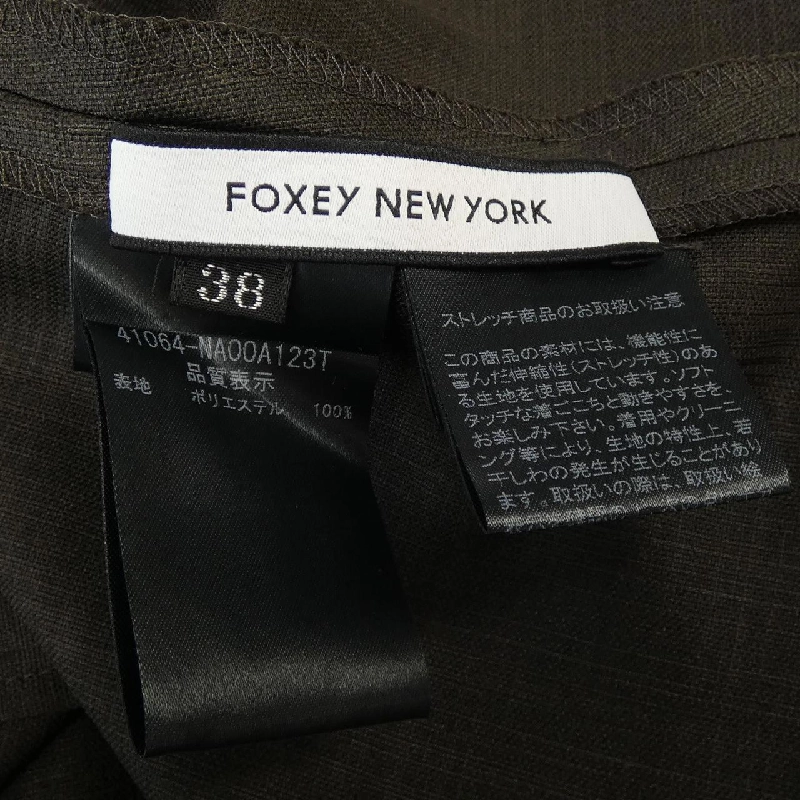 FOXEY NEW YORK
38
41064-NA00A123T
品質表示
表地 ポリエステル 100%
ストレッチ商品のお取扱い注意
この商品の素材には、機能性に
富んだ伸縮性(ストレッチ性)のあ
る生地を使用しています。ソフト
タッチな着ごこちと動きやすさを、
お楽しみ下さい。着用やクリーニ
ング等により、生地の特性上、若
干しわの発生が生じることがあり
ます。取扱いの際は、取扱い絵